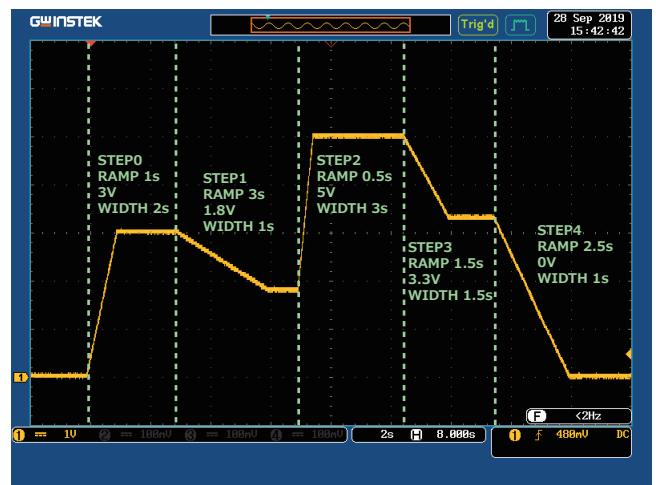 GWINSTEK
Trig'd
28 Sep 2019
15:42:42
STEP0
RAMP 1s
3V
WIDTH 2s
STEP1
RAMP 3s
1.8V
WIDTH 1s
STEP2
RAMP 0.5s
5V
WIDTH 3s
STEP3
RAMP 1.5s
3.3V
WIDTH 1.5s
STEP4
RAMP 2.5s
0V
WIDTH 1s
1
F <2Hz
1 1V 2 100mV 3 100mV 4 100mV 2s H 8.000s 1 480mV DC